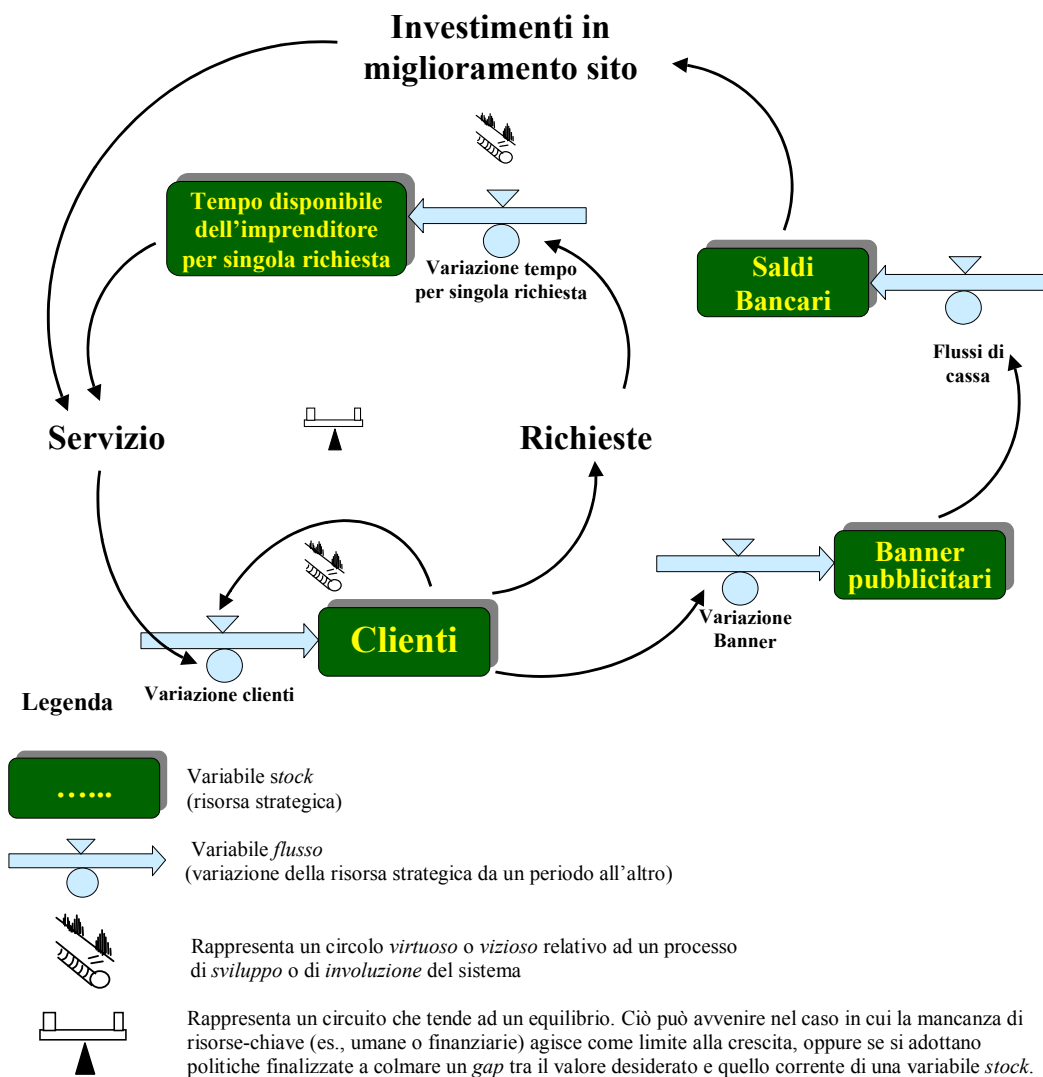 Investimenti in
miglioramento sito
Tempo disponibile
dell'imprenditore
per singola richiesta
Variazione tempo
per singola richiesta
Saldi
Bancari
Flussi di
cassa
Servizio
Richieste
Banner
pubblicitari
Variazione
Banner
Clienti
Variazione clienti
Legenda
…...
Variabile stock
(risorsa strategica)
Variabile flusso
(variazione della risorsa strategica da un periodo all'altro)
Rappresenta un circolo virtuoso o vizioso relativo ad un processo
di sviluppo o di involuzione del sistema
Rappresenta un circuito che tende ad un equilibrio. Ciò può avvenire nel caso in cui la mancanza di
risorse-chiave (es., umane o finanziarie) agisce come limite alla crescita, oppure se si adottano
politiche finalizzate a colmare un gap tra il valore desiderato e quello corrente di una variabile stock.